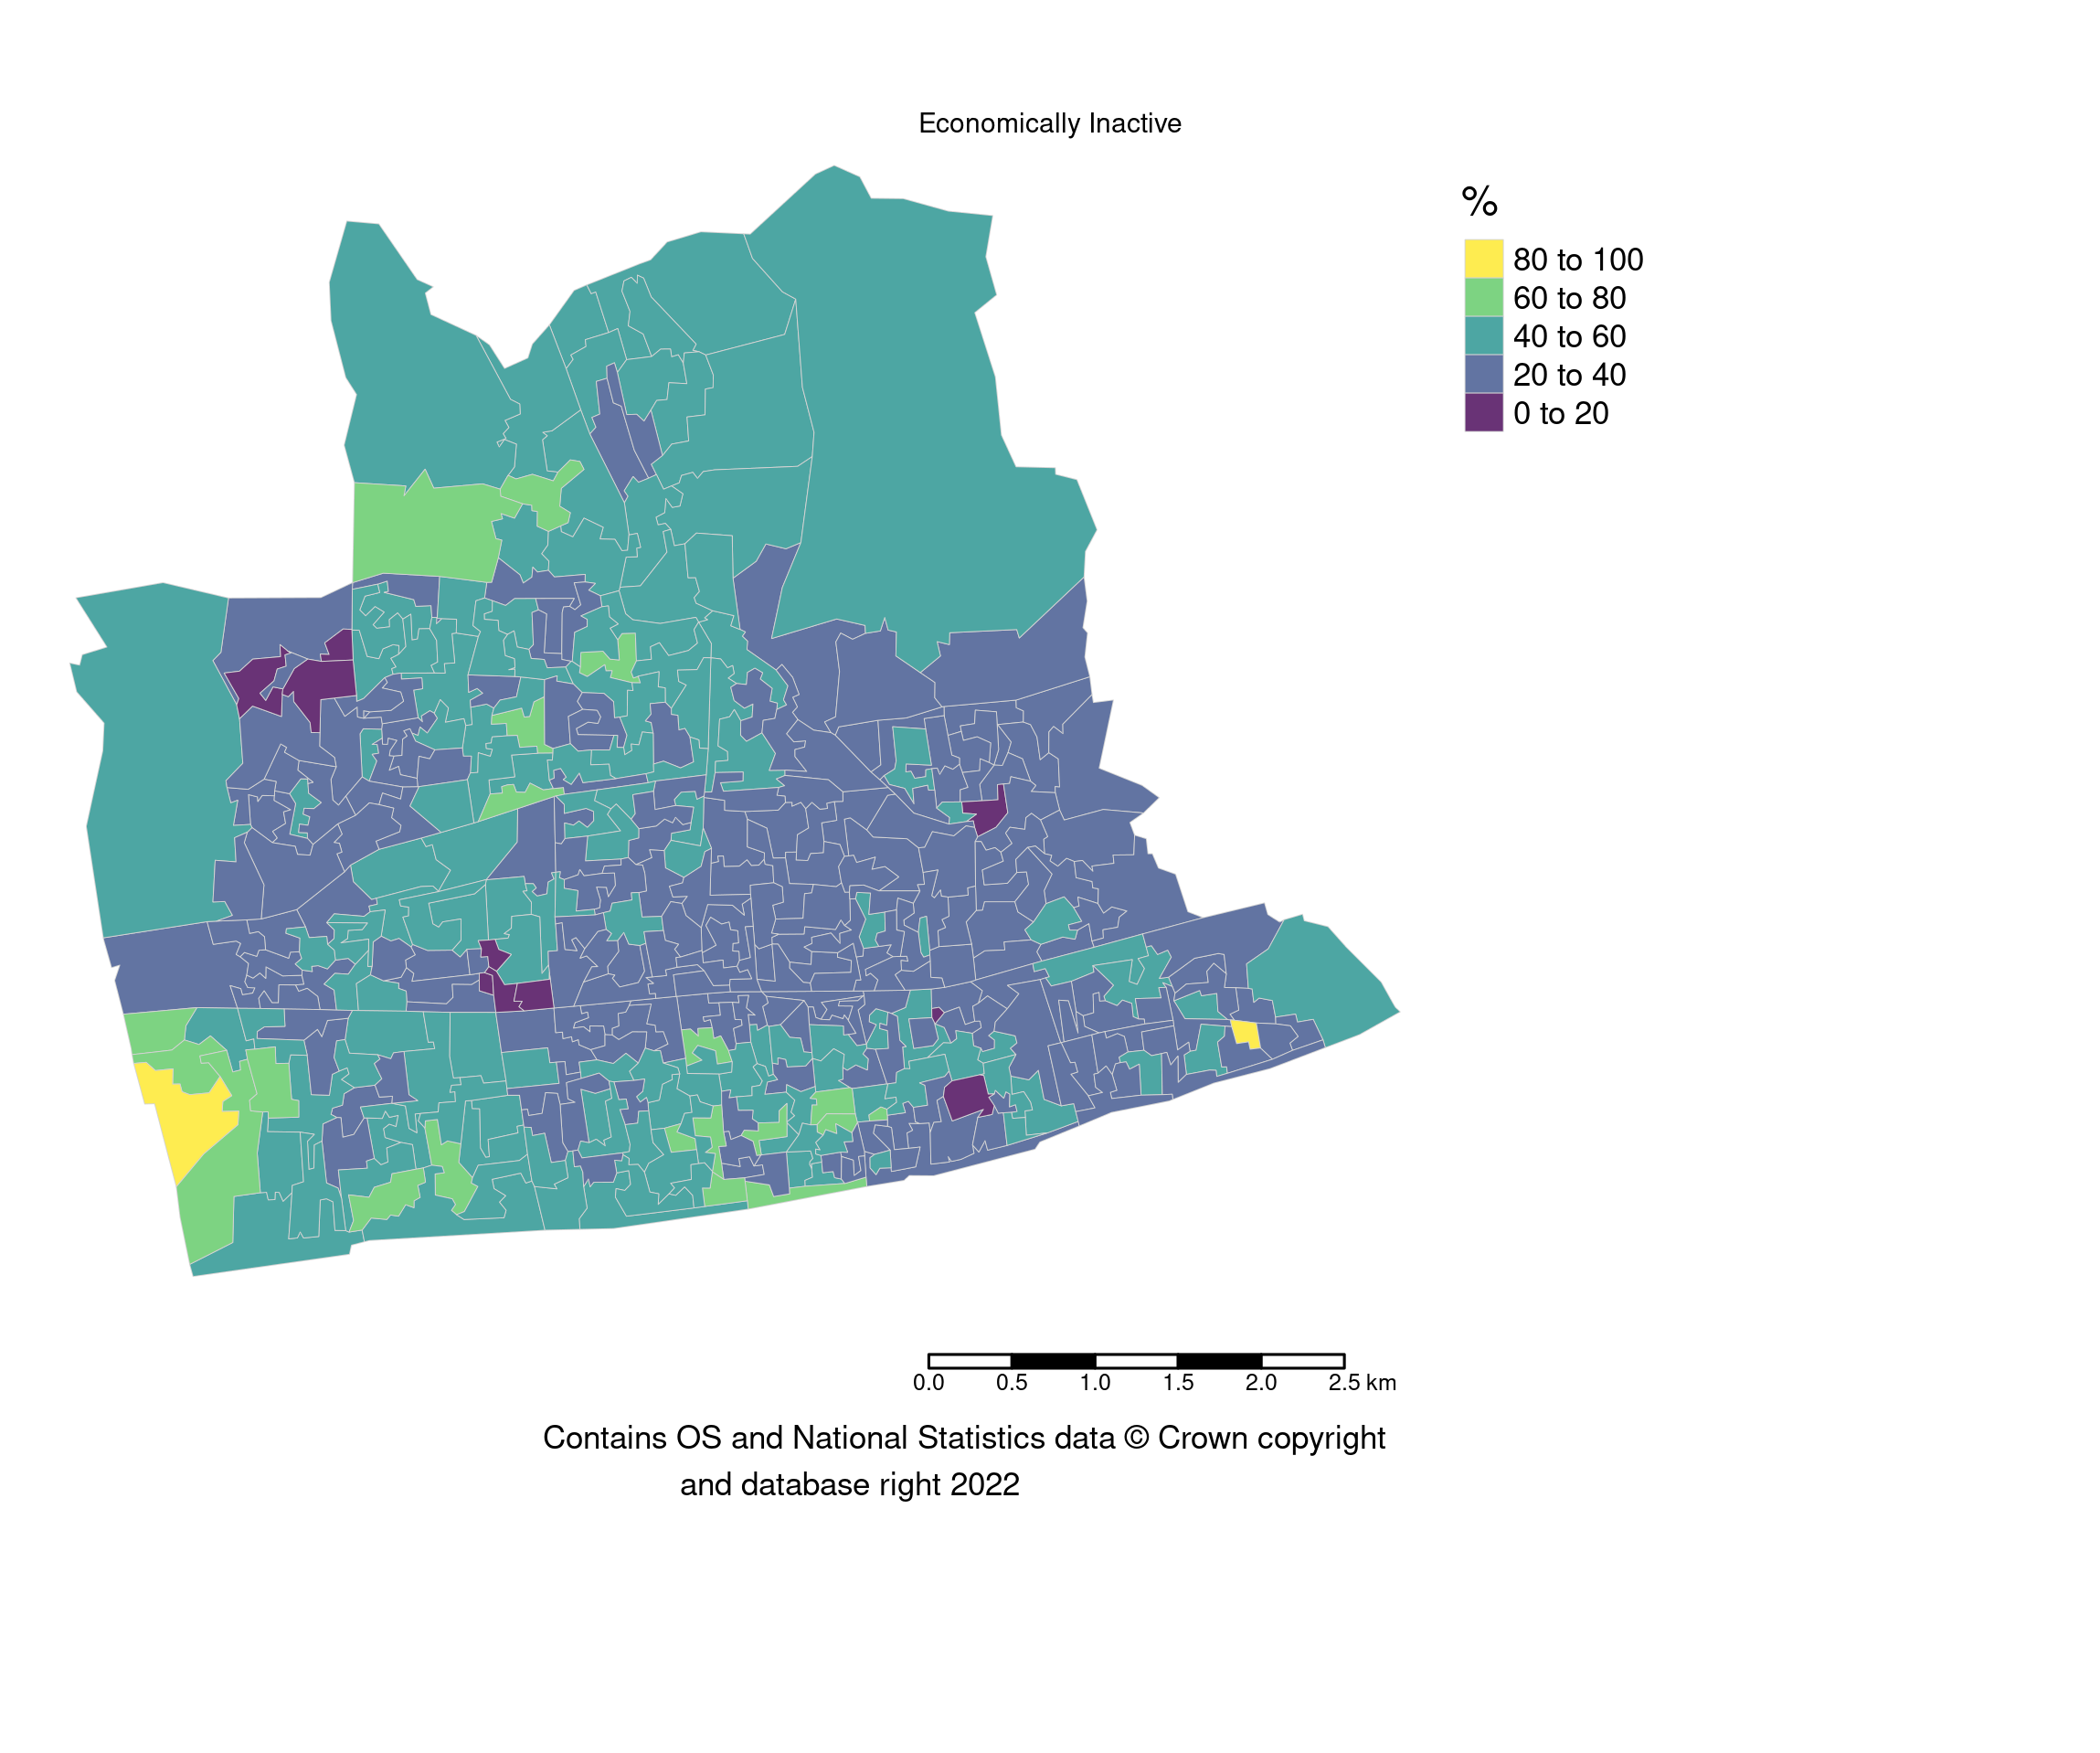 Economically Inactive
%
80 to 100
60 to 80
40 to 60
20 to 40
0 to 20
0.0 0.5 1.0 1.5 2.0 2.5 km
Contains OS and National Statistics data © Crown copyright
and database right 2022